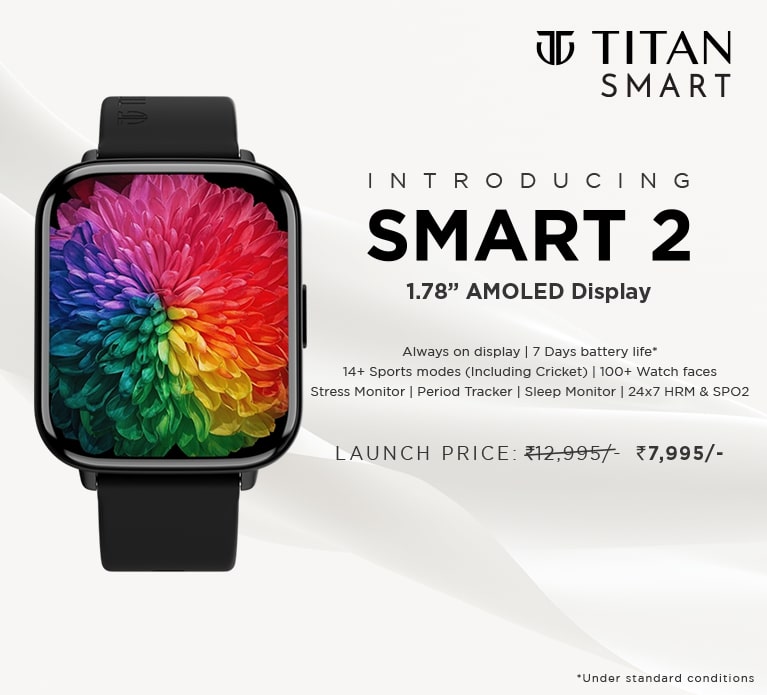 TITAN
SMART
INTRODUCING
SMART 2
1.78” AMOLED Display
Always on display | 7 Days battery life*
14+ Sports modes (Including Cricket) | 100+ Watch faces
Stress Monitor | Period Tracker | Sleep Monitor | 24x7 HRM & SPO2
LAUNCH PRICE: ₹12,995/- ₹7,995/-
*Under standard conditions